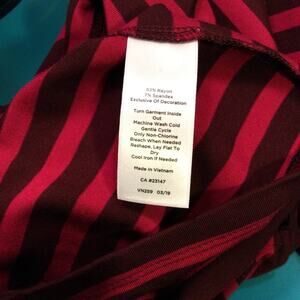 93% Rayon
7% Spandex
Exclusive Of Decoration
Turn Garment Inside
Out
Machine Wash Cold
Gentle Cycle
Only Non-Chlorine
Bleach When Needed
Reshape, Lay Flat To
Dry
Cool Iron If Needed
Made in Vietnam
CA #23147
VN259 03/19